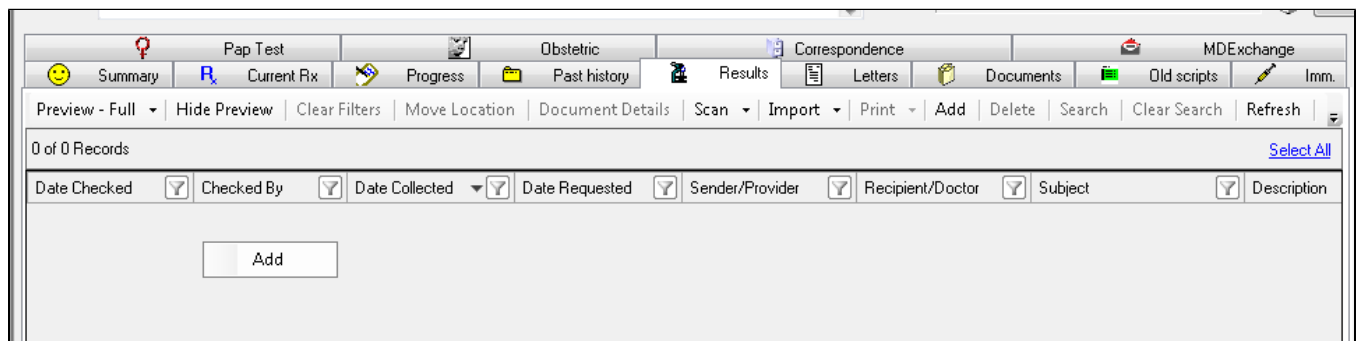 Pap Test Obstetric Correspondence MDExchange
Summary Current Rx Progress Past history Results Letters Documents Old scripts Imm.
Preview - Full Hide Preview Clear Filters Move Location Document Details Scan Import Print Add Delete Search Clear Search Refresh
0 of 0 Records Select All
Date Checked Checked By Date Collected Date Requested Sender/Provider Recipient/Doctor Subject Description
Add